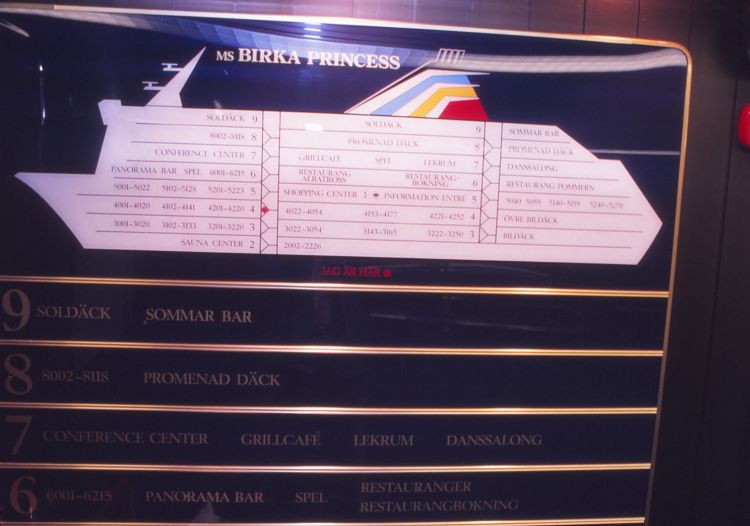 MS BIRKA PRINCESS
SOLDÄCK 9 SOLDÄCK 9 SOMMAR BAR
8002-8118 8 PROMENAD DÄCK 8 PROMENAD DÄCK
CONFERENCE CENTER 7 GRILLCAFÉ SPEL LEKRUM 7 DANSSALONG
PANORAMA BAR SPEL 6001-6215 6 RESTAURANG ALBATROSS RESTAURANG-BOKNING 6 RESTAURANG POMMERN
5001-5022 5102-5128 5201-5223 5 SHOPPING CENTER INFORMATION ENTRÉ 5 5040 5059 5140-5159 5240-5270
4001-4020 4102-4141 4201-4220 4 4022-4054 4153-4177 4221-4252 4 ÖVRE BILDÄCK
3001-3020 3102-3133 3201-3220 3 3022-3054 3143-3165 3222-3250 3 BILDÄCK
SAUNA CENTER 2 2002-2226
JAG ÄR HÄR
9 SOLDÄCK SOMMAR BAR
8 8002-8118 PROMENAD DÄCK
7 CONFERENCE CENTER GRILLCAFÉ LEKRUM DANSSALONG
6 6001-6215 PANORAMA BAR SPEL RESTAURANGER
RESTAURANGBOKNING